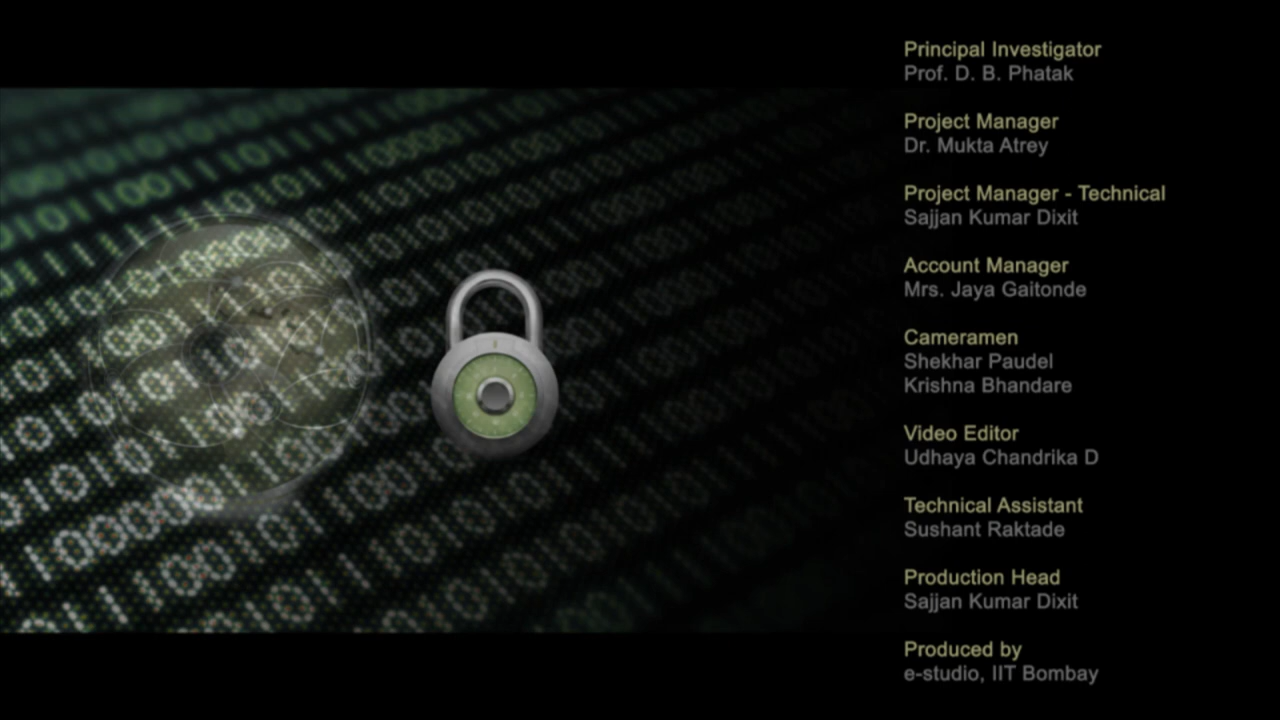 Principal Investigator
Prof. D. B. Phatak
Project Manager
Dr. Mukta Atrey
Project Manager - Technical
Sajjan Kumar Dixit
Account Manager
Mrs. Jaya Gaitonde
Cameramen
Shekhar Paudel
Krishna Bhandare
Video Editor
Udhaya Chandrika D
Technical Assistant
Sushant Raktade
Production Head
Sajjan Kumar Dixit
Produced by
e-studio, IIT Bombay